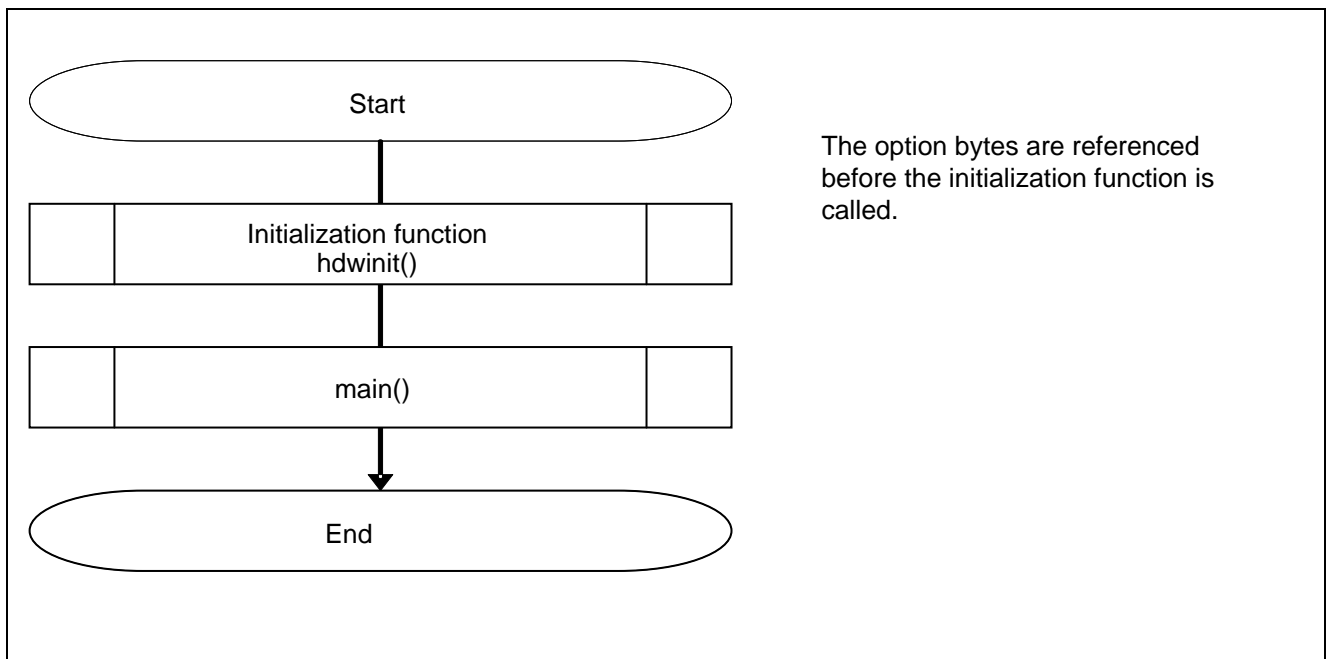 Start
The option bytes are referenced
before the initialization function is
called.
Initialization function
hdwinit()
main()
End